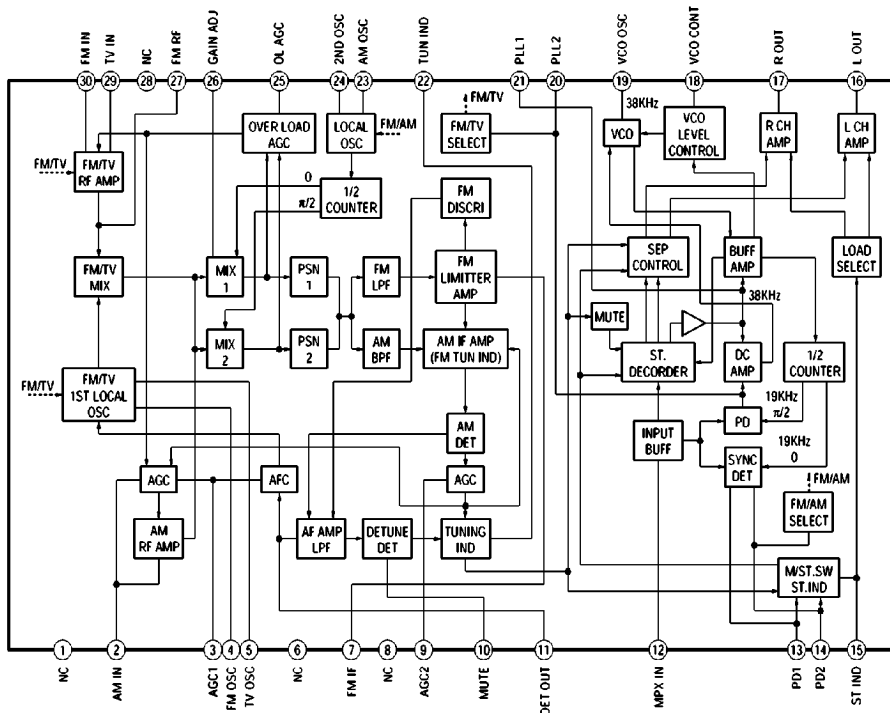 FM IN
TV IN
NC
FM RF
GAIN ADJ
OL AGC
2ND OSC
AM OSC
TUN IND
PLL1
PLL2
VCO OSC
VCO CONT
R OUT
L OUT
30
29
28
27
26
25
24
23
22
21
20
19
18
17
16
FM/TV
38KHz
OVER LOAD
AGC
LOCAL
OSC
FM/AM
FM/TV
SELECT
VCO
VCO
LEVEL
CONTROL
R CH
AMP
L CH
AMP
FM/TV
FM/TV
RF AMP
0
π/2
1/2
COUNTER
FM
DISCRI
FM/TV
MIX
MIX
1
PSN
1
FM
LPF
FM
LIMITTER
AMP
SEP
CONTROL
BUFF
AMP
LOAD
SELECT
38KHz
MIX
2
PSN
2
AM
BPF
AM IF AMP
(FM TUN IND)
MUTE
ST.
DECORDER
DC
AMP
1/2
COUNTER
FM/TV
FM/TV
1ST LOCAL
OSC
19KHz
π/2
AM
DET
INPUT
BUFF
PD
19KHz
0
SYNC
DET
AGC
AFC
AGC
FM/AM
FM/AM
SELECT
AM
RF AMP
AF AMP
LPF
DETUNE
DET
TUNING
IND
M/ST.SW
ST.IND
1
2
3
4
5
6
7
8
9
10
11
12
13
14
15
NC
AM IN
AGC1
FM OSC
TV OSC
NC
FM IF
NC
AGC2
MUTE
DET OUT
MPX IN
PD1
PD2
ST IND